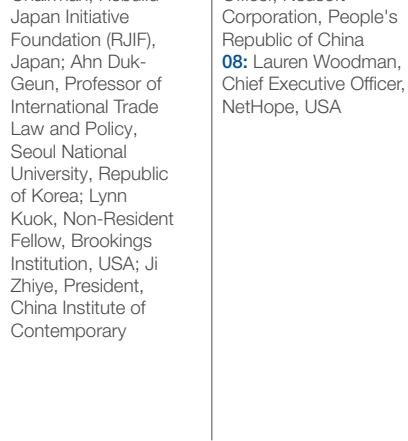 Japan Initiative
Foundation (RJIF),
Japan; Ahn Duk-
Geun, Professor of
International Trade
Law and Policy,
Seoul National
University, Republic
of Korea; Lynn
Kuok, Non-Resident
Fellow, Brookings
Institution, USA; Ji
Zhiye, President,
China Institute of
Contemporary
Corporation, People's
Republic of China
08: Lauren Woodman,
Chief Executive Officer,
NetHope, USA